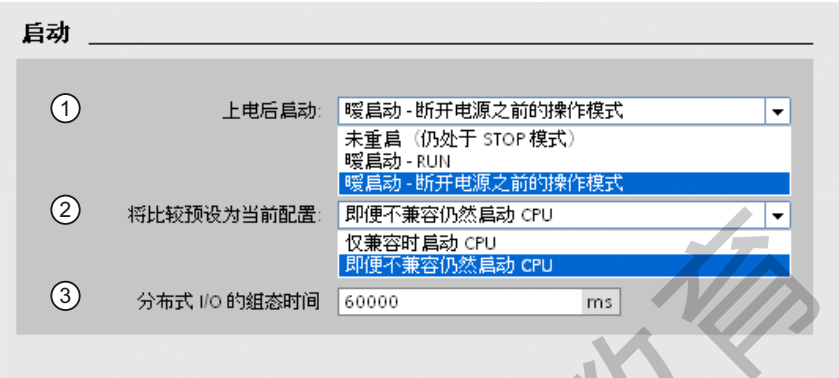 启动
① 上电后启动: 暖启动 - 断开电源之前的操作模式
未重启（仍处于 STOP 模式）
暖启动 - RUN
暖启动 - 断开电源之前的操作模式
② 将比较预设为当前配置: 即便不兼容仍然启动 CPU
仅兼容时启动 CPU
即便不兼容仍然启动 CPU
③ 分布式 I/O 的组态时间 60000 ms
教育